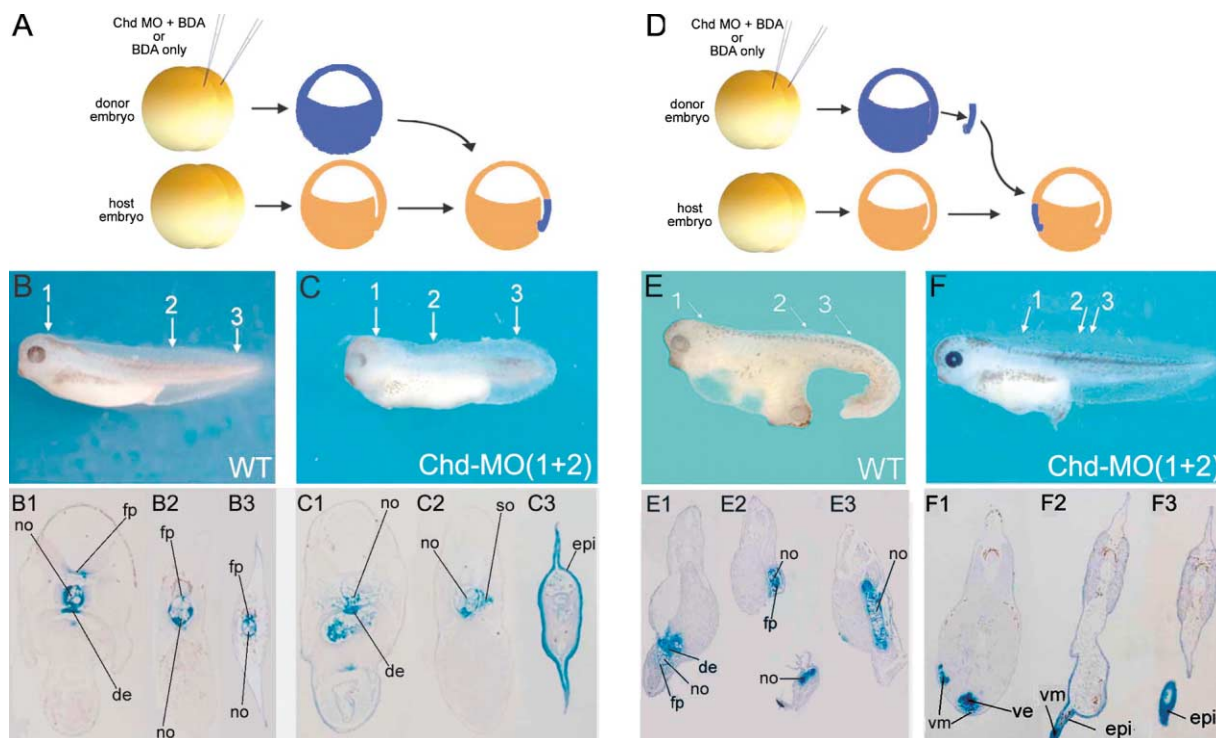 A
Chd MO + BDA
or
BDA only
donor
embryo
host
embryo
B
1
2
3
WT
C
1
2
3
Chd-MO(1+2)
B1
no
fp
de
B2
fp
no
B3
fp
no
C1
no
de
C2
no
so
C3
epi
D
Chd MO + BDA
or
BDA only
donor
embryo
host
embryo
E
1
2
3
WT
F
1
2
3
Chd-MO(1+2)
E1
de
no
fp
E2
no
fp
no
E3
no
F1
vm
ve
F2
vm
epi
F3
epi